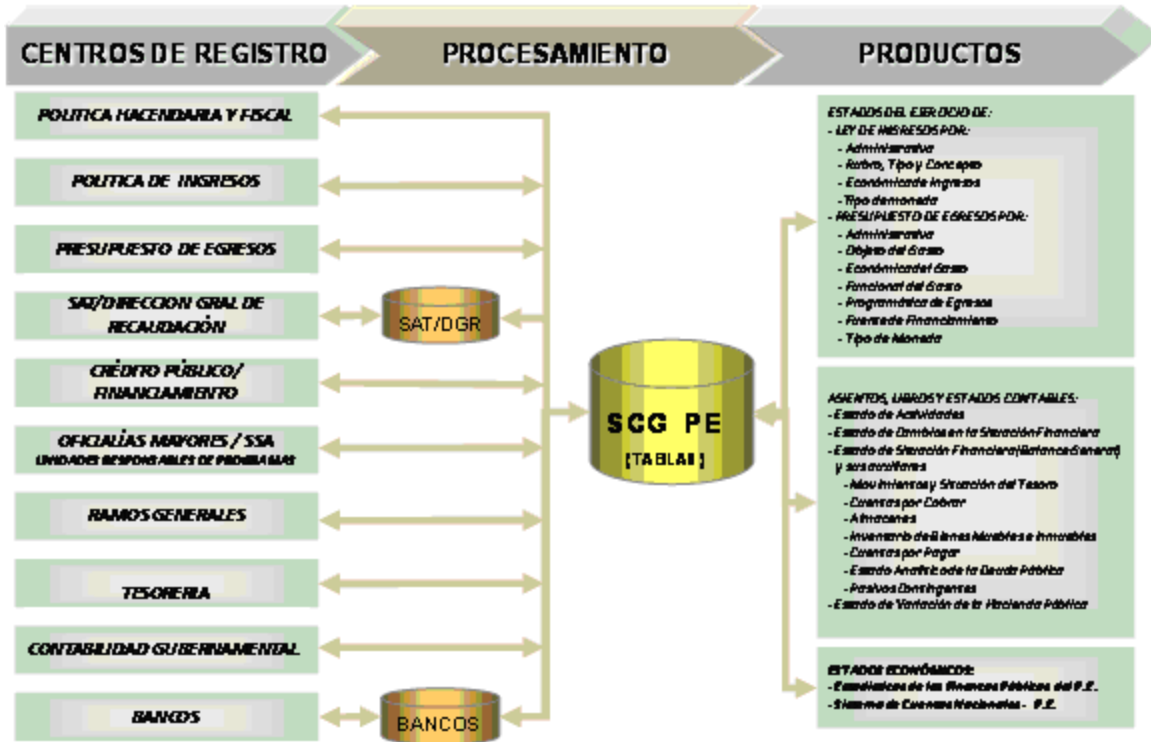 CENTROS DE REGISTRO
PROCESAMIENTO
PRODUCTOS
POLITICA HACENDARIA Y FISCAL
POLITICA DE INGRESOS
PRESUPUESTO DE EGRESOS
SAT/DIRECCION GRAL DE
RECAUDACIÓN
CRÉDITO PÚBLICO/
FINANCIAMIENTO
OFICIALÍAS MAYORES / SSA
UNIDADES RESPONSABLES DE PROGRAMAS
RAMOS GENERALES
TESORERIA
CONTABILIDAD GUBERNAMENTAL
BANCOS
SAT/DGR
BANCOS
SCG PE
(TABLAS)
ESTADOS DEL EJERCICIO DE:
- LEY DE INGRESOS POR:
- Administrativa
- Rubro, Tipo y Concepto
- Económica de Ingresos
- Tipo de moneda
- PRESUPUESTO DE EGRESOS POR:
- Administrativa
- Objeto del Gasto
- Económica del Gasto
- Funcional del Gasto
- Programática de Egresos
- Fuente de Financiamiento
- Tipo de Moneda
ASIENTOS, LIBROS Y ESTADOS CONTABLES:
- Estado de Actividades
- Estado de Cambios en la Situación Financiera
- Estado de Situación Financiera (Balance General)
y sus auxiliares
- Movimientos y Situación del Tesoro
- Cuentas por Cobrar
- Almacenes
- Inventario de Bienes Muebles e Inmuebles
- Cuentas por Pagar
- Estado Analítico de la Deuda Pública
- Pasivos Contingentes
- Estado de Variación de la Hacienda Pública
ESTADOS ECONÓMICOS:
- Estadísticas de las Finanzas Públicas del P.E.
- Sistema de Cuentas Nacionales - P.E.